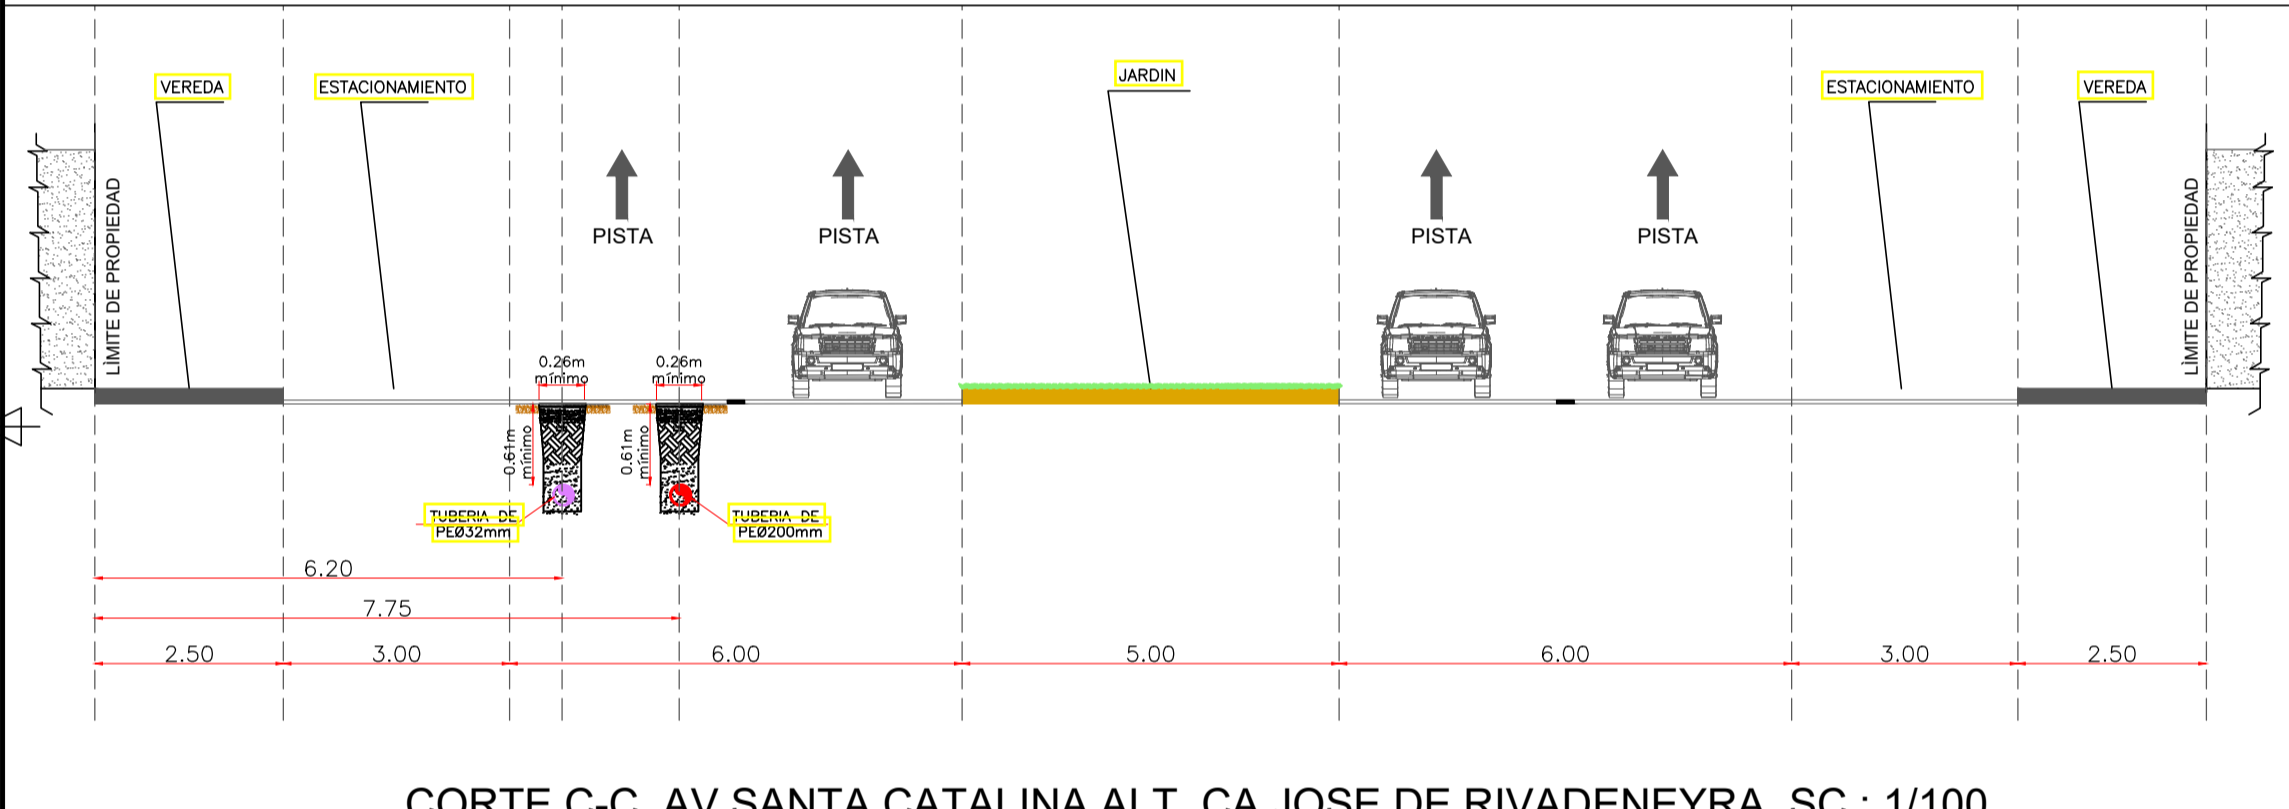 VEREDA
ESTACIONAMIENTO
JARDIN
ESTACIONAMIENTO
VEREDA
LÍMITE DE PROPIEDAD
PISTA
PISTA
PISTA
PISTA
LÍMITE DE PROPIEDAD
0.26m
mínimo
0.26m
mínimo
0.61m
mínimo
0.61m
mínimo
TUBERIA DE
PEØ32mm
TUBERIA DE
PEØ200mm
6.20
7.75
2.50
3.00
6.00
5.00
6.00
3.00
2.50
CORTE C-C AV SANTA CATALINA ALT. CA JOSE DE RIVADENEYRA SC.: 1/100